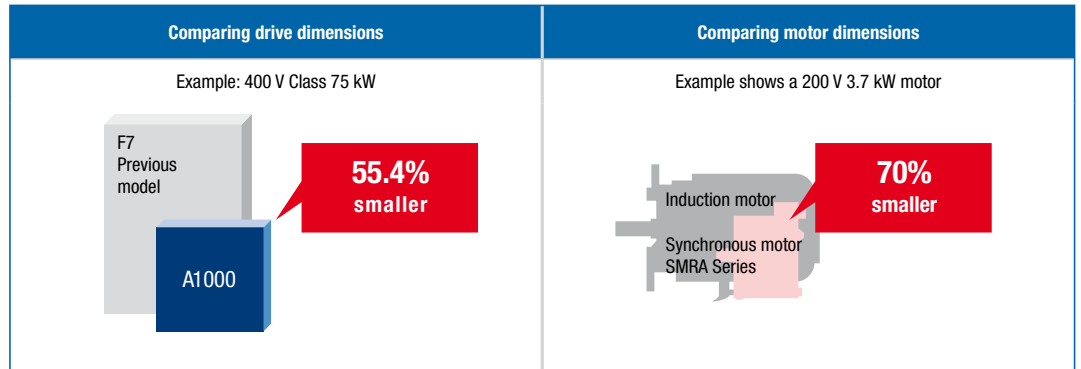 Comparing drive dimensions
Example: 400 V Class 75 kW
F7
Previous
model
A1000
55.4%
smaller
Comparing motor dimensions
Example shows a 200 V 3.7 kW motor
Induction motor
Synchronous motor
SMRA Series
70%
smaller